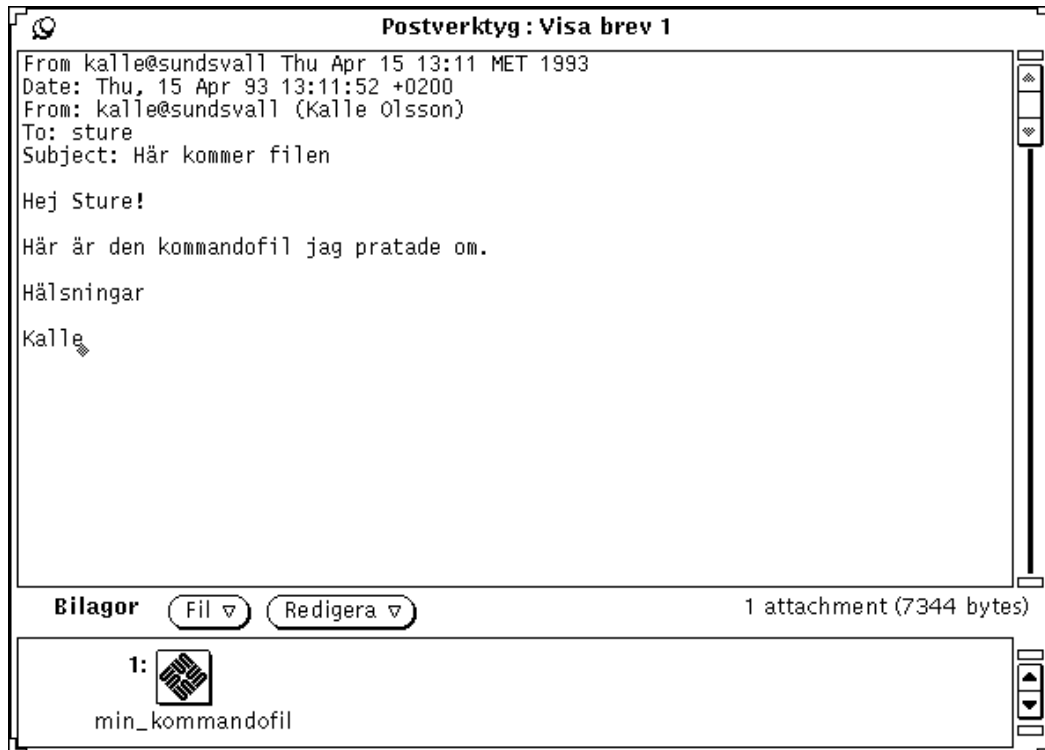 Postverktyg : Visa brev 1
From kalle@sundsvall Thu Apr 15 13:11 MET 1993
Date: Thu, 15 Apr 93 13:11:52 +0200
From: kalle@sundsvall (Kalle Olsson)
To: sture
Subject: Här kommer filen
Hej Sture!
Här är den kommandofil jag pratade om.
Hälsningar
Kalle
Bilagor Fil Redigera 1 attachment (7344 bytes)
1:
min_kommandofil